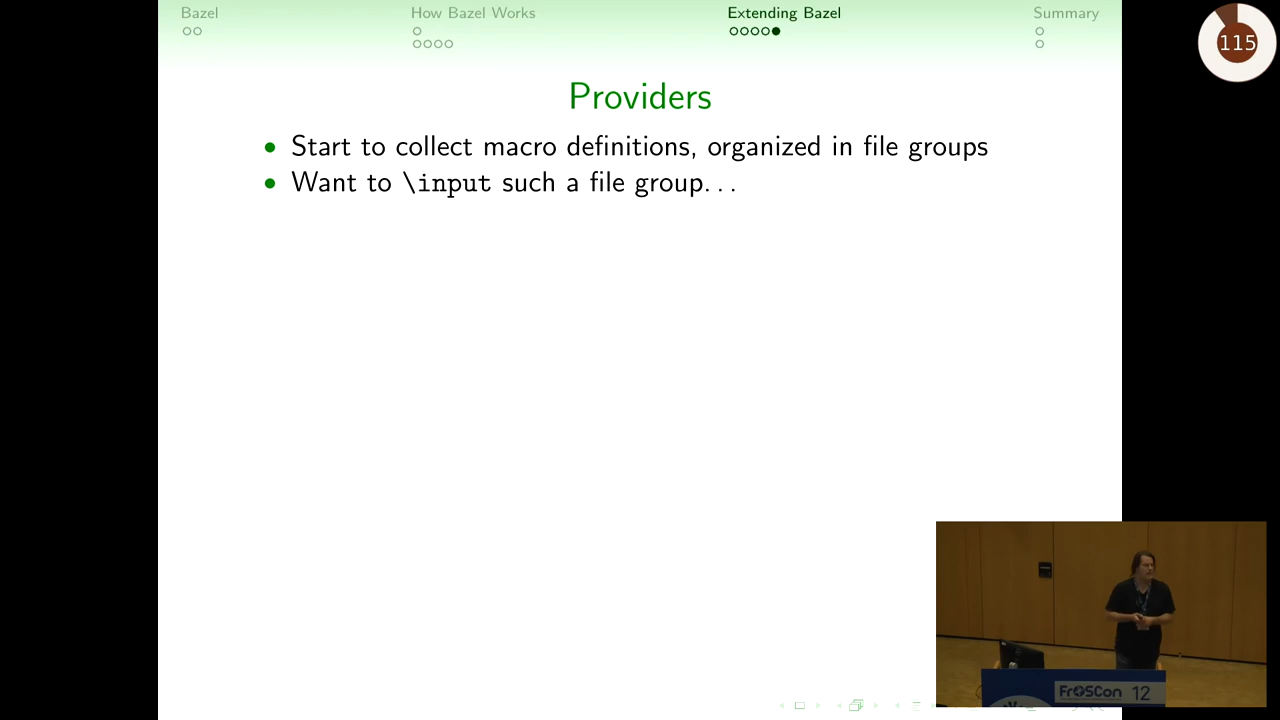 Bazel
How Bazel Works
Extending Bazel
Summary
115
Providers
• Start to collect macro definitions, organized in file groups
• Want to \input such a file group. . .
FrOSCon 12